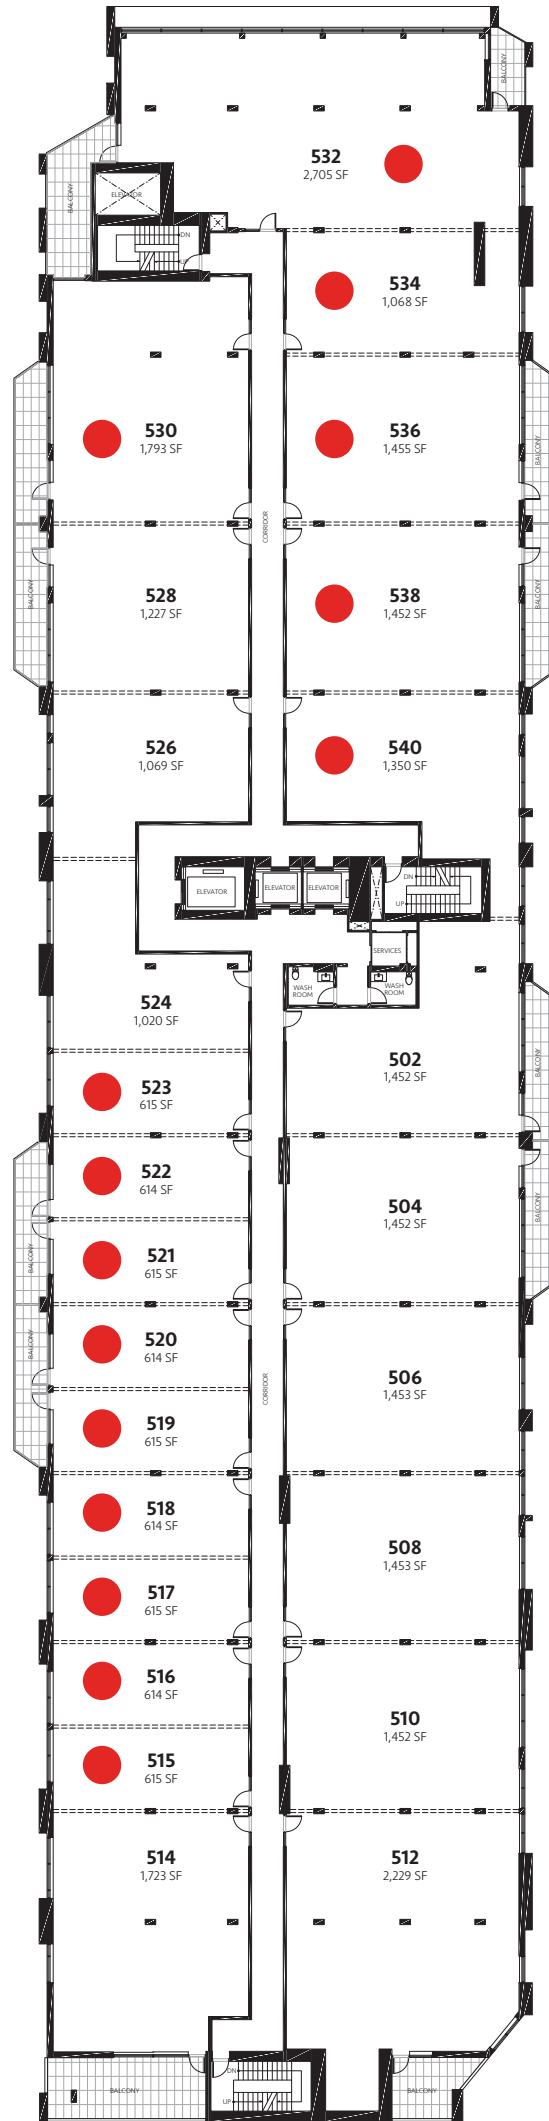 BALCONY
532
2,705 SF
BALCONY
ELEVATOR
DN
UP
534
1,068 SF
530
1,793 SF
536
1,455 SF
BALCONY
CORRIDOR
528
1,227 SF
538
1,452 SF
BALCONY
BALCONY
526
1,069 SF
540
1,350 SF
ELEVATOR
ELEVATOR
ELEVATOR
DN
UP
SERVICES
WASH
ROOM
WASH
ROOM
524
1,020 SF
502
1,452 SF
BALCONY
523
615 SF
522
614 SF
504
1,452 SF
BALCONY
BALCONY
521
615 SF
520
614 SF
BALCONY
506
1,453 SF
CORRIDOR
519
615 SF
518
614 SF
508
1,453 SF
517
615 SF
516
614 SF
510
1,452 SF
515
615 SF
514
1,723 SF
512
2,229 SF
DN
UP
BALCONY
BALCONY